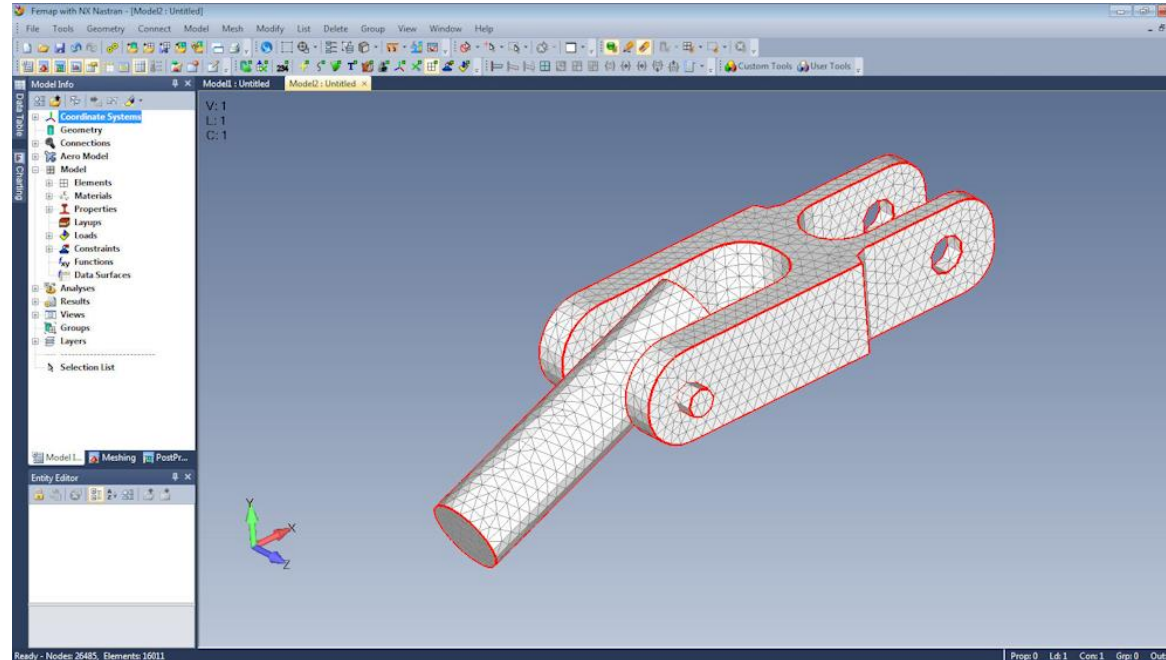 Femap with NX Nastran - [Model2 : Untitled]
File Tools Geometry Connect Model Mesh Modify List Delete Group View Window Help
Custom Tools User Tools
Model Info
Model1 : Untitled Model2 : Untitled
Data Table
Charting
Coordinate Systems
Geometry
Connections
Aero Model
Model
Elements
Materials
Properties
Layups
Loads
Constraints
fxy Functions
Data Surfaces
Analyses
Results
Views
Groups
Layers
Selection List
Model I... Meshing PostPr...
Entity Editor
V: 1
L: 1
C: 1
Y
X
Z
Ready - Nodes: 26485, Elements: 16011
Prop: 0 Ld: 1 Con: 1 Grp: 0 Out: